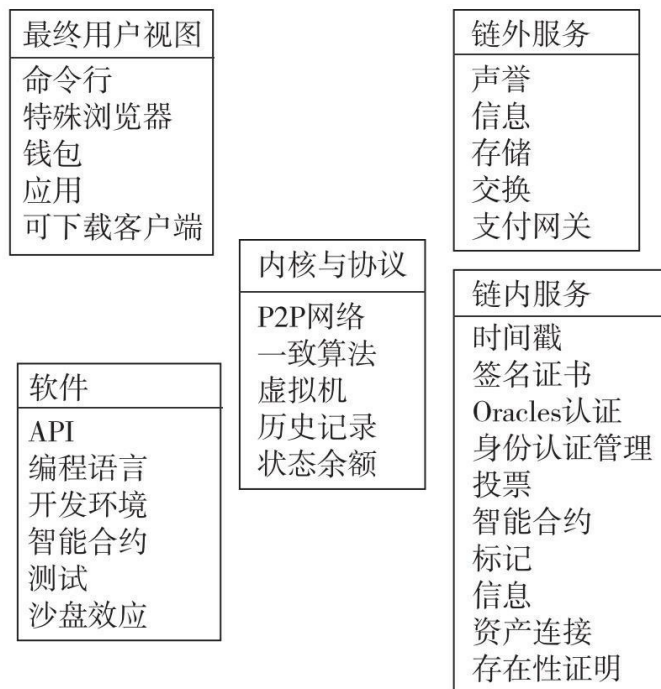 最终用户视图
命令行
特殊浏览器
钱包
应用
可下载客户端
链外服务
声誉
信息
存储
交换
支付网关
内核与协议
P2P网络
一致算法
虚拟机
历史记录
状态余额
软件
API
编程语言
开发环境
智能合约
测试
沙盘效应
链内服务
时间戳
签名证书
Oracles认证
身份认证管理
投票
智能合约
标记
信息
资产连接
存在性证明